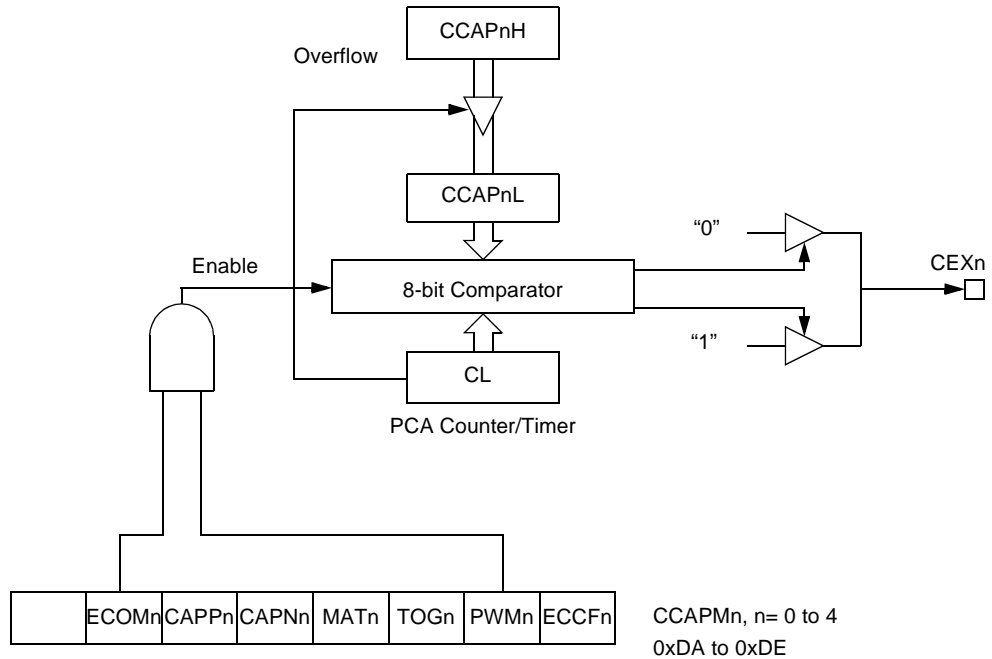 CCAPnH
Overflow
CCAPnL
“0”
Enable
CEXn
8-bit Comparator
“1”
CL
PCA Counter/Timer
ECOMn CAPPn CAPNn MATn TOGn PWMn ECCFn
CCAPMn, n= 0 to 4
0xDA to 0xDE